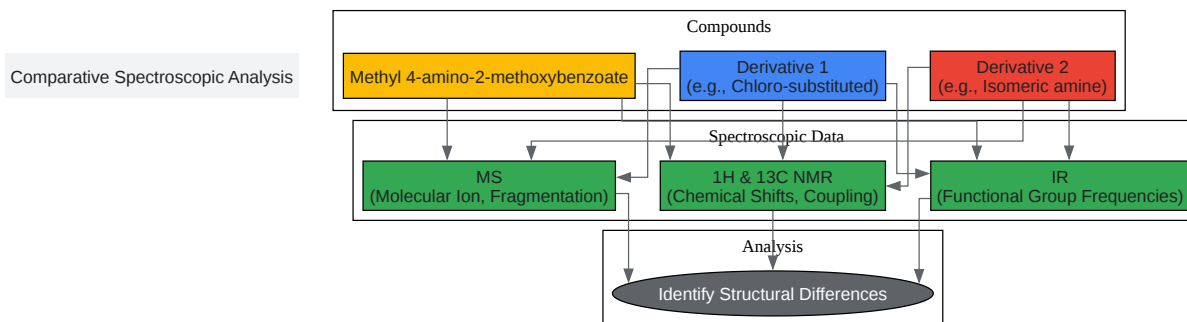 Compounds
Comparative Spectroscopic Analysis
Methyl 4-amino-2-methoxybenzoate
Derivative 1
(e.g., Chloro-substituted)
Derivative 2
(e.g., Isomeric amine)
Spectroscopic Data
MS
(Molecular Ion, Fragmentation)
1H & 13C NMR
(Chemical Shifts, Coupling)
IR
(Functional Group Frequencies)
Analysis
Identify Structural Differences